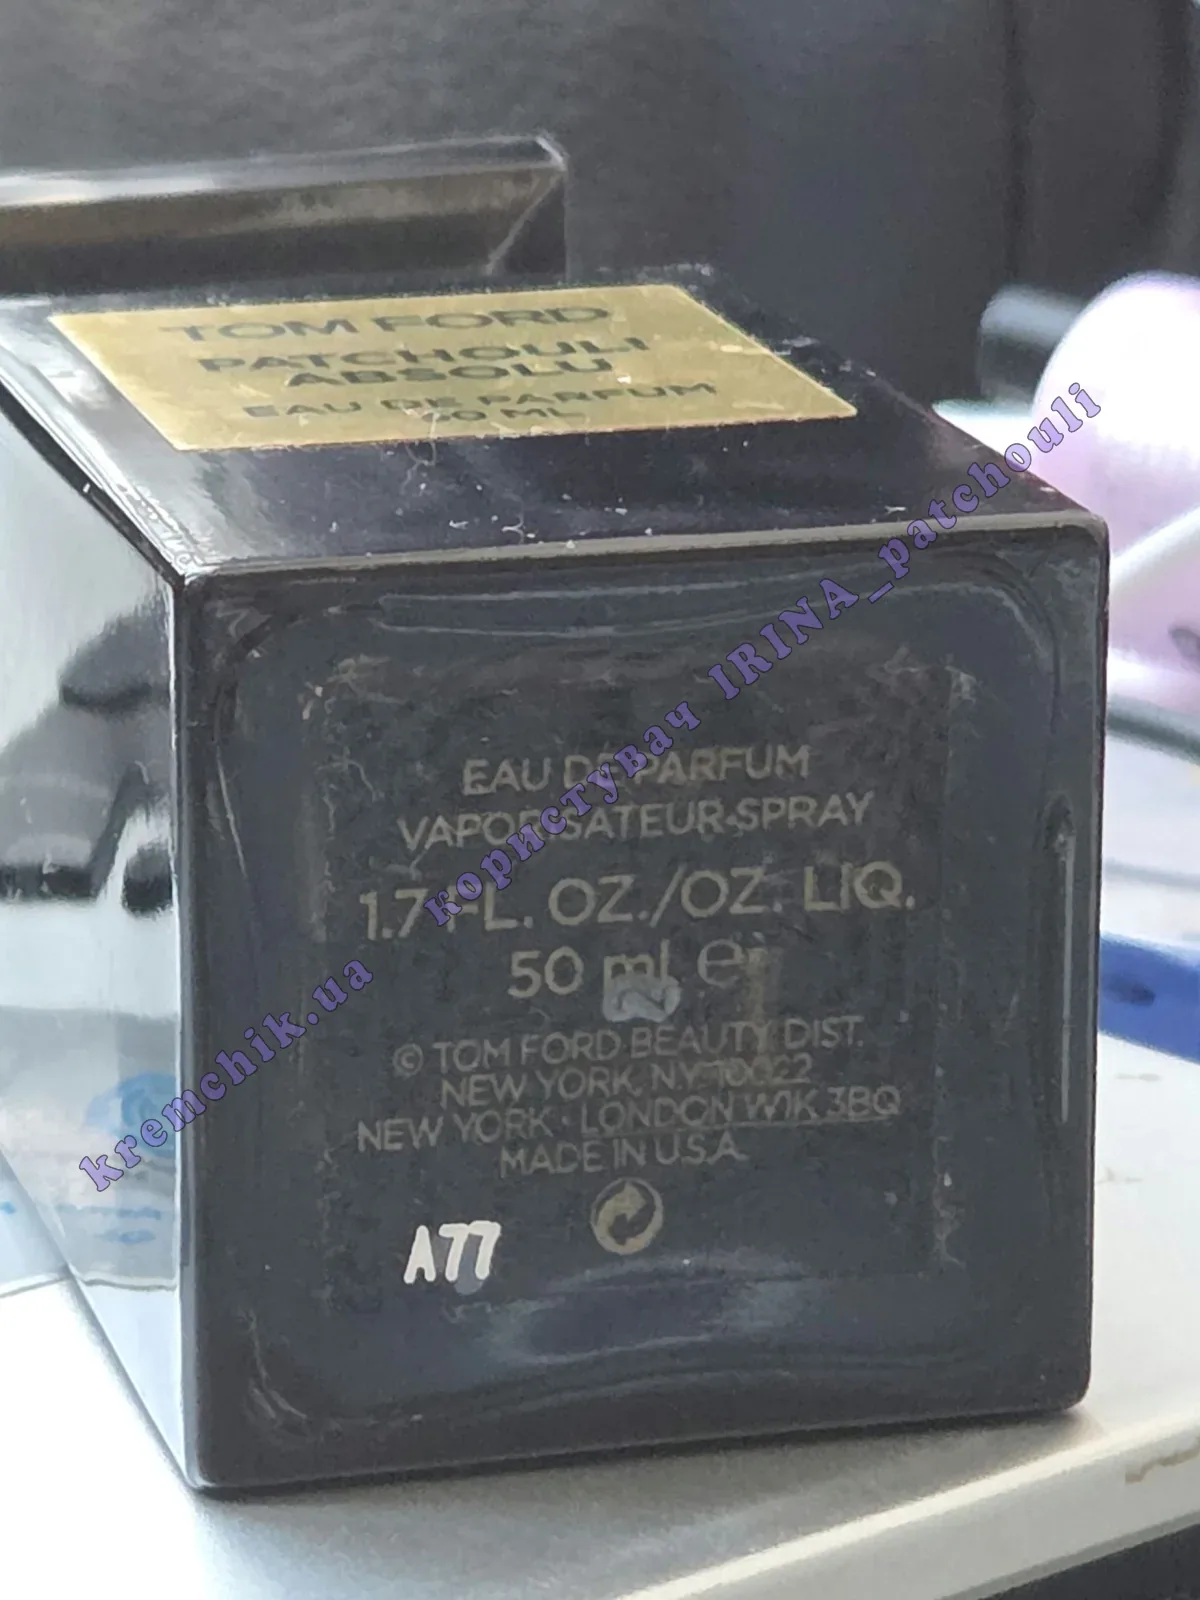 TOM FORD
PATCHOULI
ABSOLU
EAU DE PARFUM
50 ML
EAU DE PARFUM
VAPORISATEUR•SPRAY
1.7 FL. OZ./OZ. LIQ.
50 ml e
© TOM FORD BEAUTY DIST.
NEW YORK, N.Y. 10022
NEW YORK • LONDON W1K 3BQ
MADE IN U.S.A.
A77
kremchik.ua користувач IRINA_patchouli